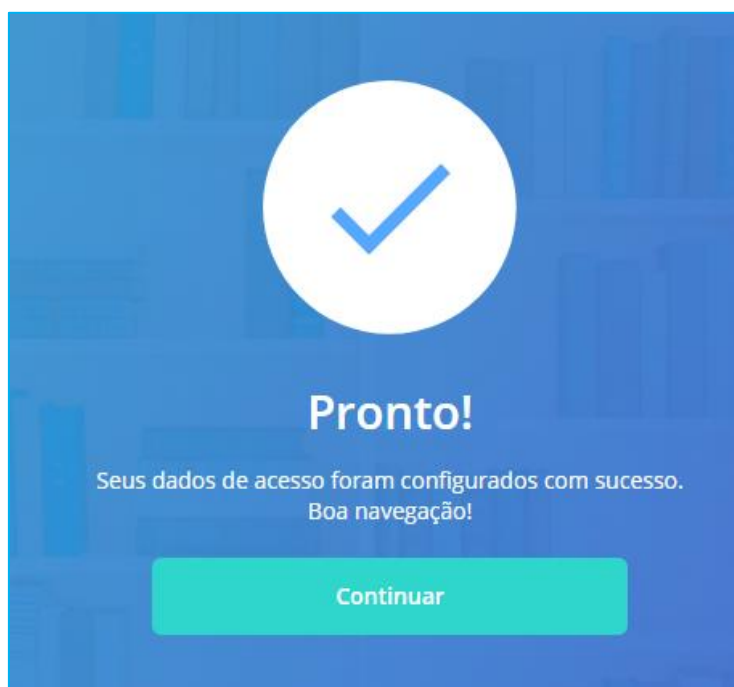 Pronto!
Seus dados de acesso foram configurados com sucesso.
Boa navegação!
Continuar